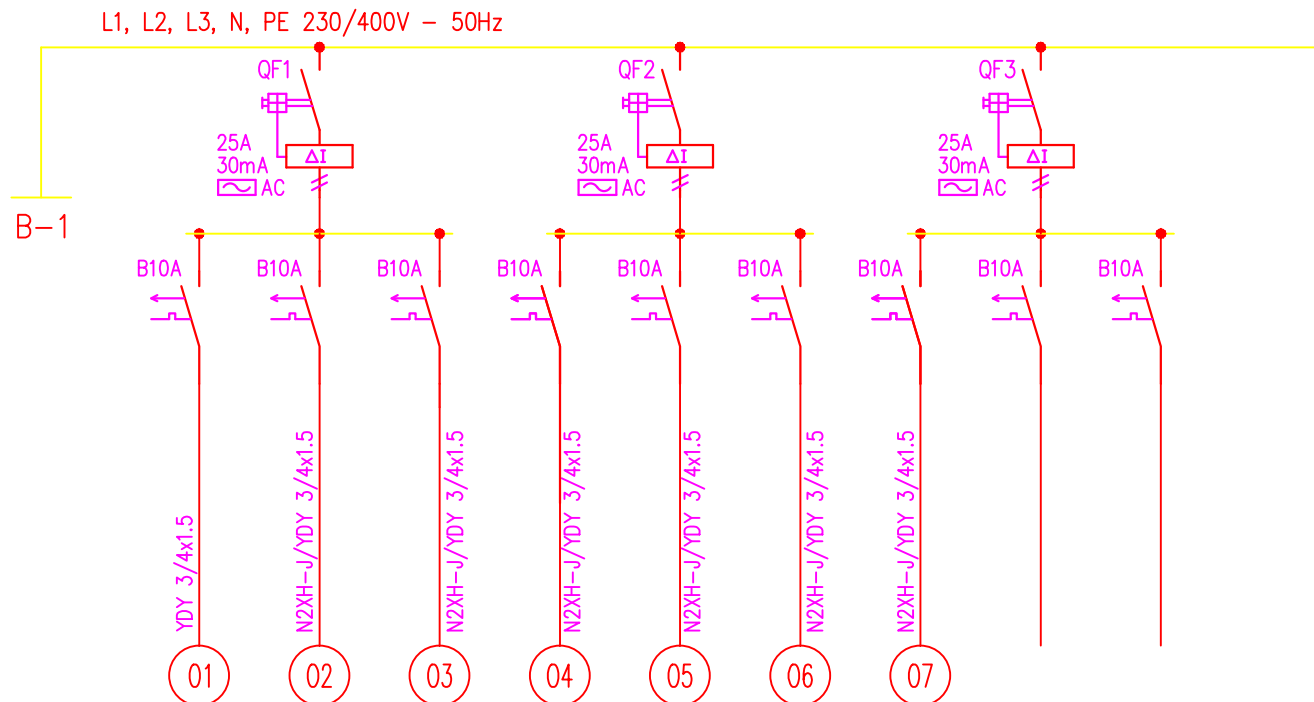 L1, L2, L3, N, PE 230/400V - 50Hz
QF1
QF2
QF3
25A
30mA
AC
ΔI
25A
30mA
AC
ΔI
25A
30mA
AC
ΔI
B-1
B10A
B10A
B10A
B10A
B10A
B10A
B10A
B10A
B10A
YDY 3/4x1.5
N2XH-J/YDY 3/4x1.5
N2XH-J/YDY 3/4x1.5
N2XH-J/YDY 3/4x1.5
N2XH-J/YDY 3/4x1.5
N2XH-J/YDY 3/4x1.5
N2XH-J/YDY 3/4x1.5
01
02
03
04
05
06
07